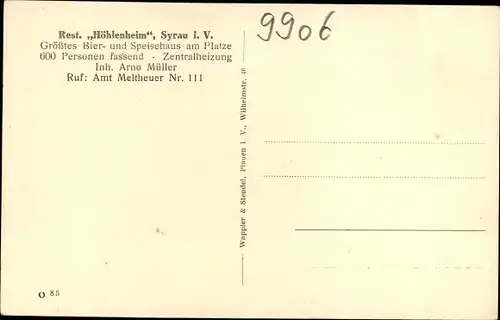 Rest. „Höhlenheim“, Syrau i. V.
Größtes Bier- und Speisehaus am Platze
600 Personen fassend - Zentralheizung
Inh. Arno Müller
Ruf: Amt Meltheuer Nr. 111
9906
Wappler & Stendel, Plauen i. V., Wilhelmstr. 46
O 85